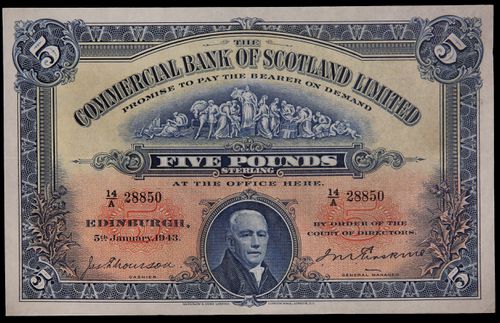 5 THE 5
COMMERCIAL BANK OF SCOTLAND LIMITED
PROMISE TO PAY THE BEARER ON DEMAND
FIVE POUNDS
STERLING
AT THE OFFICE HERE.
14/A 28850 14/A 28850
EDINBURGH, BY ORDER OF THE
5th January, 1943. COURT OF DIRECTORS.
CASHIER. GENERAL MANAGER.
£5 £5